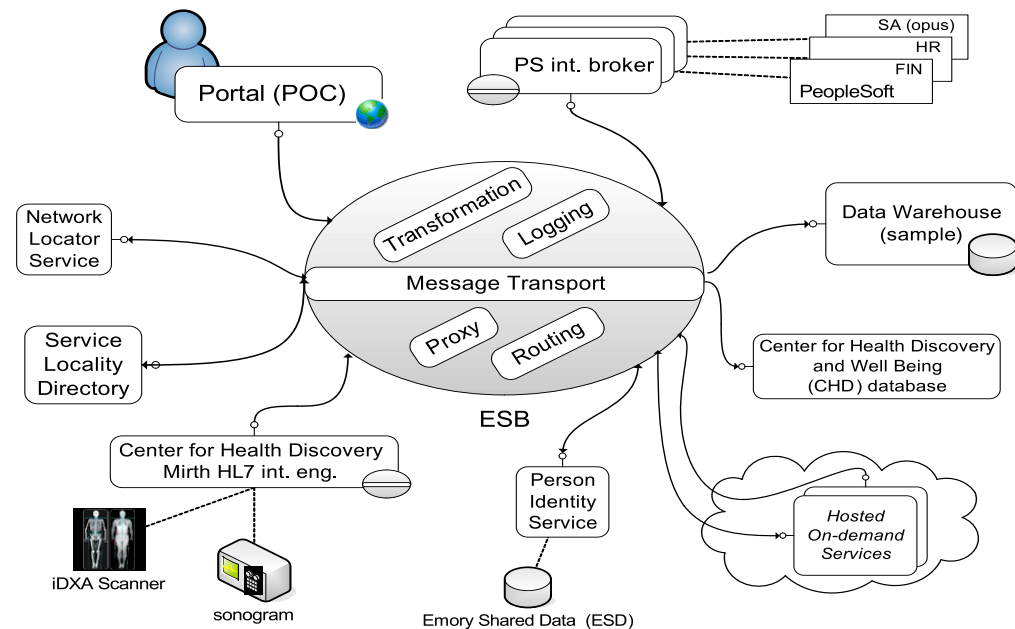 SA (opus)
HR
FIN
PeopleSoft
PS int. broker
Portal (POC)
Transformation
Logging
Network
Locator
Service
Data Warehouse
(sample)
Message Transport
Service
Locality
Directory
Proxy
Routing
Center for Health Discovery
and Well Being
(CHD) database
ESB
Center for Health Discovery
Mirth HL7 int. eng.
Person
Identity
Service
Hosted
On-demand
Services
iDXA Scanner
sonogram
Emory Shared Data (ESD)